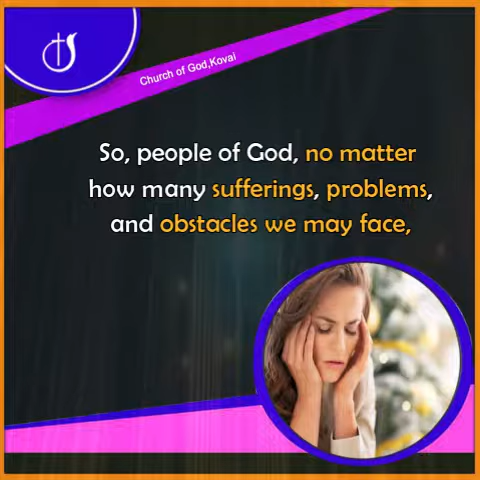 Church of God,Kovai
So, people of God, no matter
how many sufferings, problems,
and obstacles we may face,